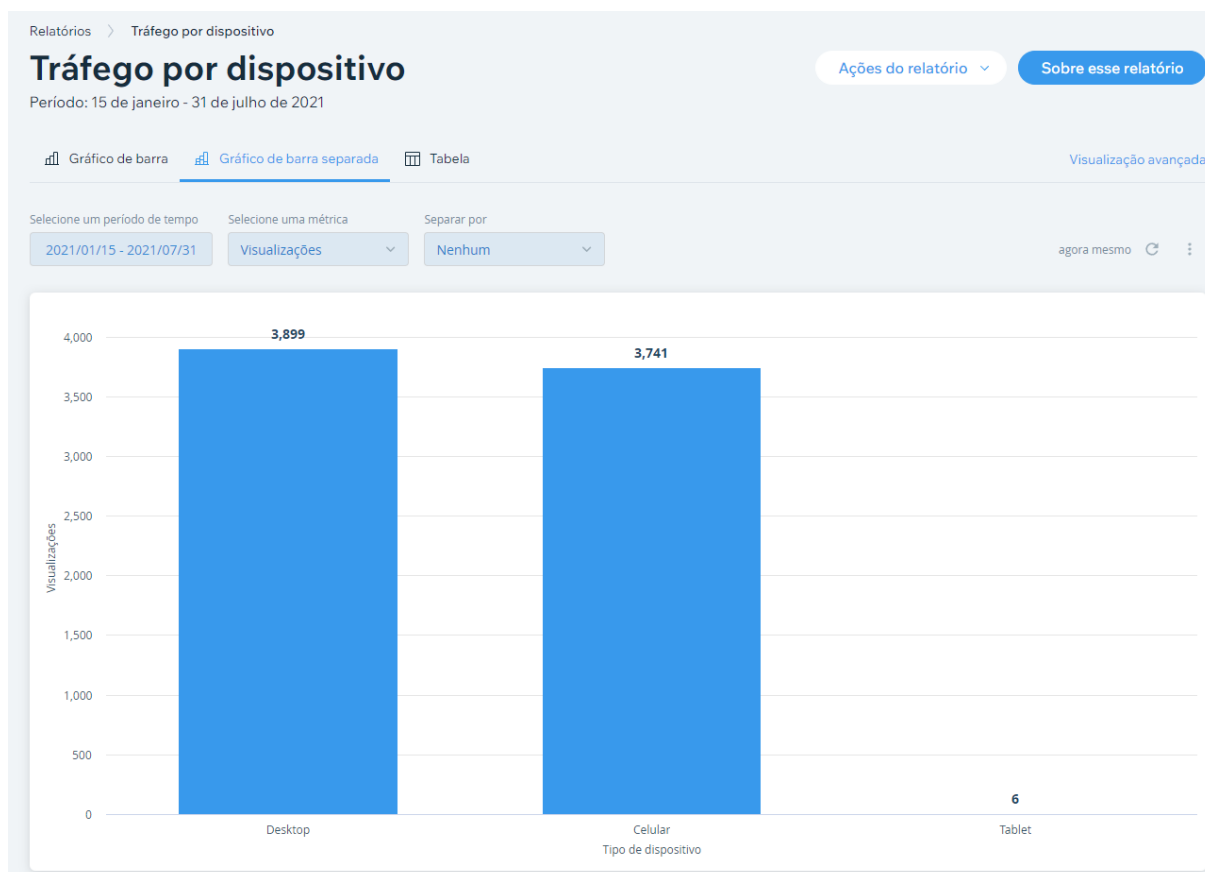 Relatórios > Tráfego por dispositivo
Tráfego por dispositivo
Ações do relatório
Sobre esse relatório
Período: 15 de janeiro - 31 de julho de 2021
Gráfico de barra
Gráfico de barra separada
Tabela
Visualização avançada
Selecione um período de tempo
Selecione uma métrica
Separar por
2021/01/15 - 2021/07/31
Visualizações
Nenhum
agora mesmo
4,000
3,500
3,000
2,500
2,000
1,500
1,000
500
0
Visualizações
3,899
3,741
6
Desktop
Celular
Tablet
Tipo de dispositivo